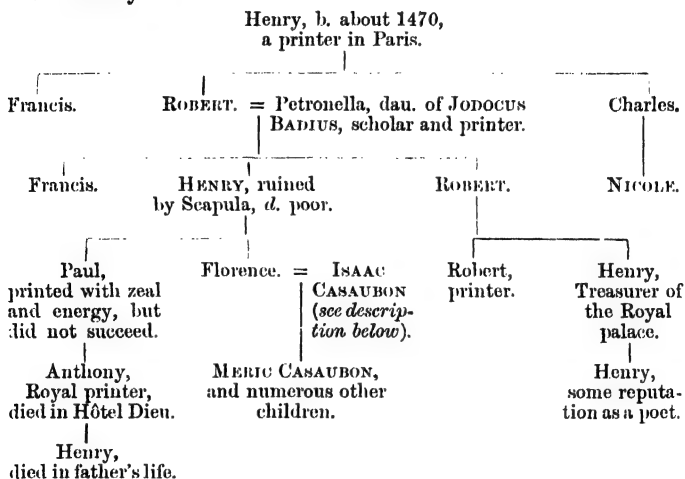 Henry, b. about 1470,
a printer in Paris.
Francis. ROBERT. = Petronella, dau. of JODOCUS Charles.
BADIUS, scholar and printer.
Francis. HENRY, ruined ROBERT. NICOLE.
by Scapula, d. poor.
Paul, Florence. = ISAAC Robert, Henry,
printed with zeal CASAUBON printer. Treasurer of
and energy, but (see descrip- the Royal
did not succeed. tion below). palace.
Anthony, MERIC CASAUBON, Henry,
Royal printer, and numerous other some reputa-
died in Hôtel Dieu. children. tion as a poet.
Henry,
died in father's life.